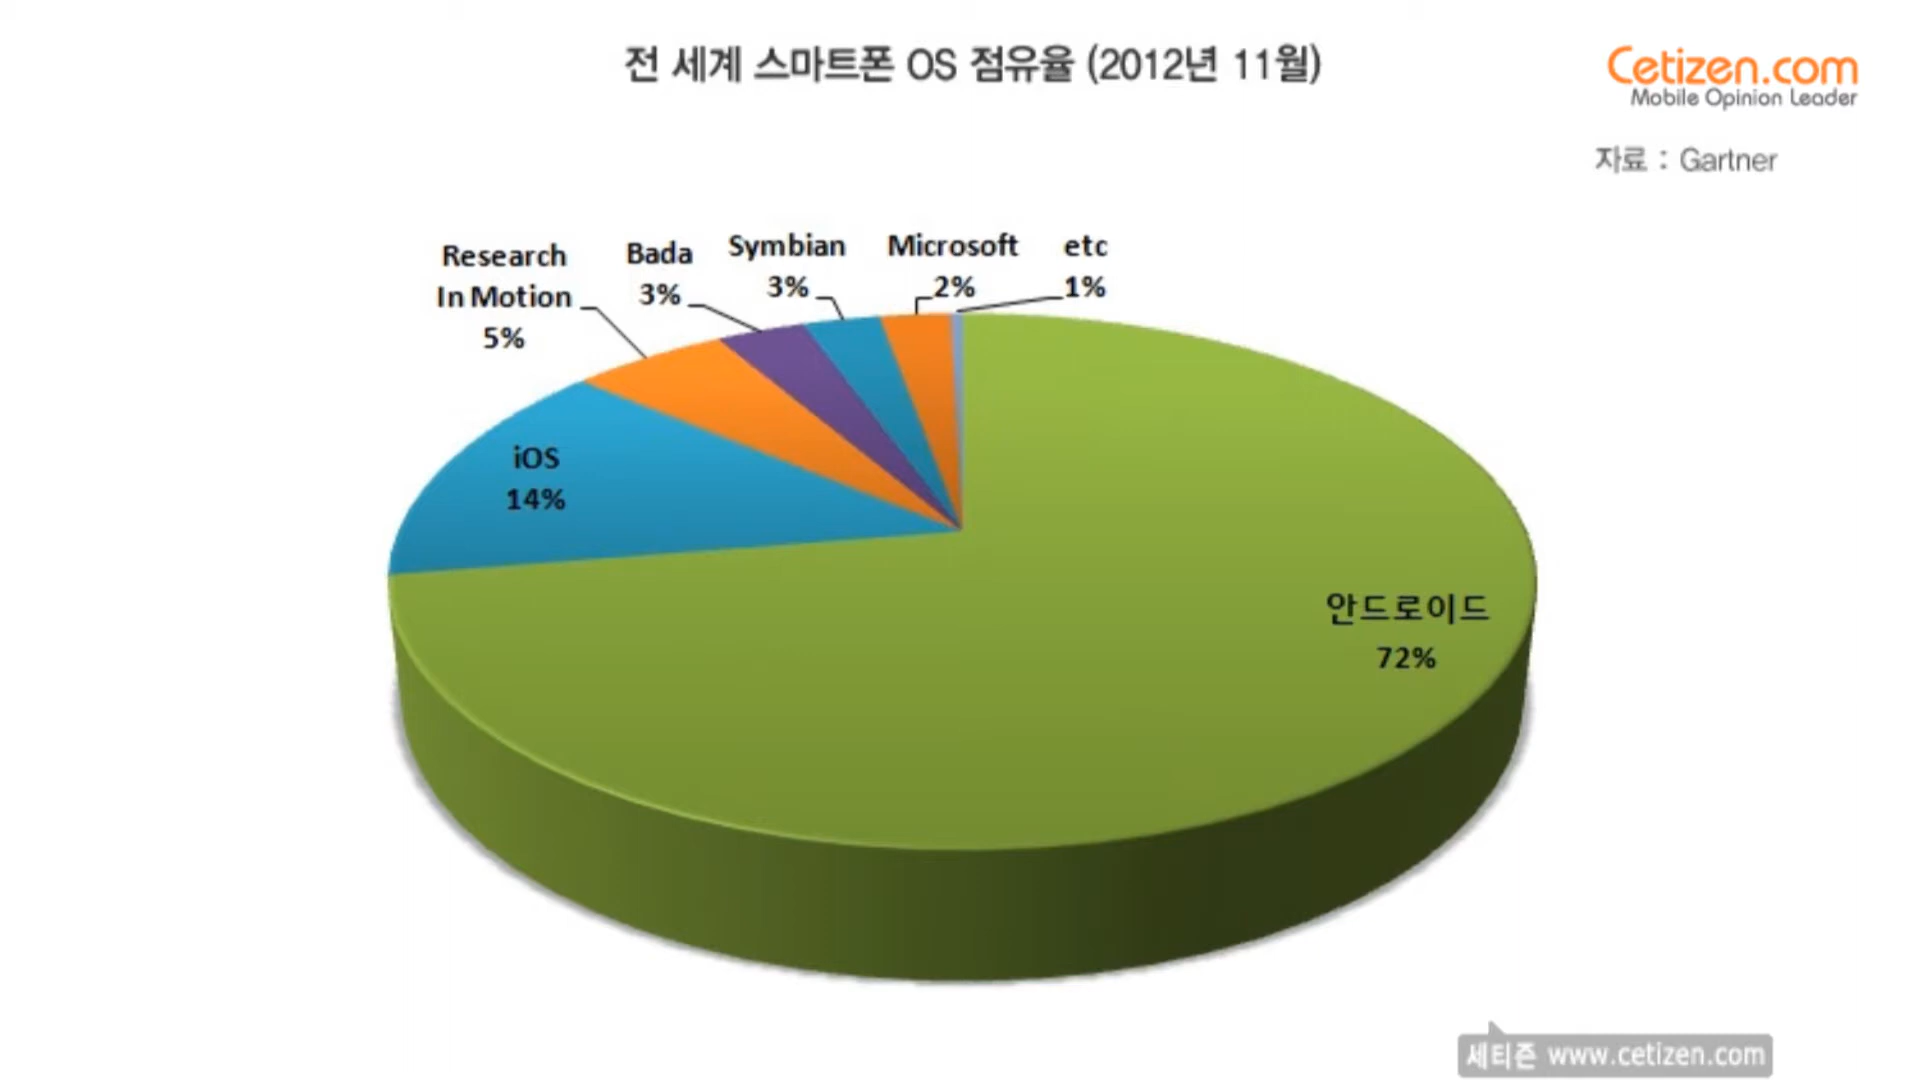 전 세계 스마트폰 OS 점유율 (2012년 11월)
Cetizen.com
Mobile Opinion Leader
자료 : Gartner
Research
In Motion
5%
Bada
3%
Symbian
3%
Microsoft
2%
etc
1%
iOS
14%
안드로이드
72%
세티즌 www.cetizen.com